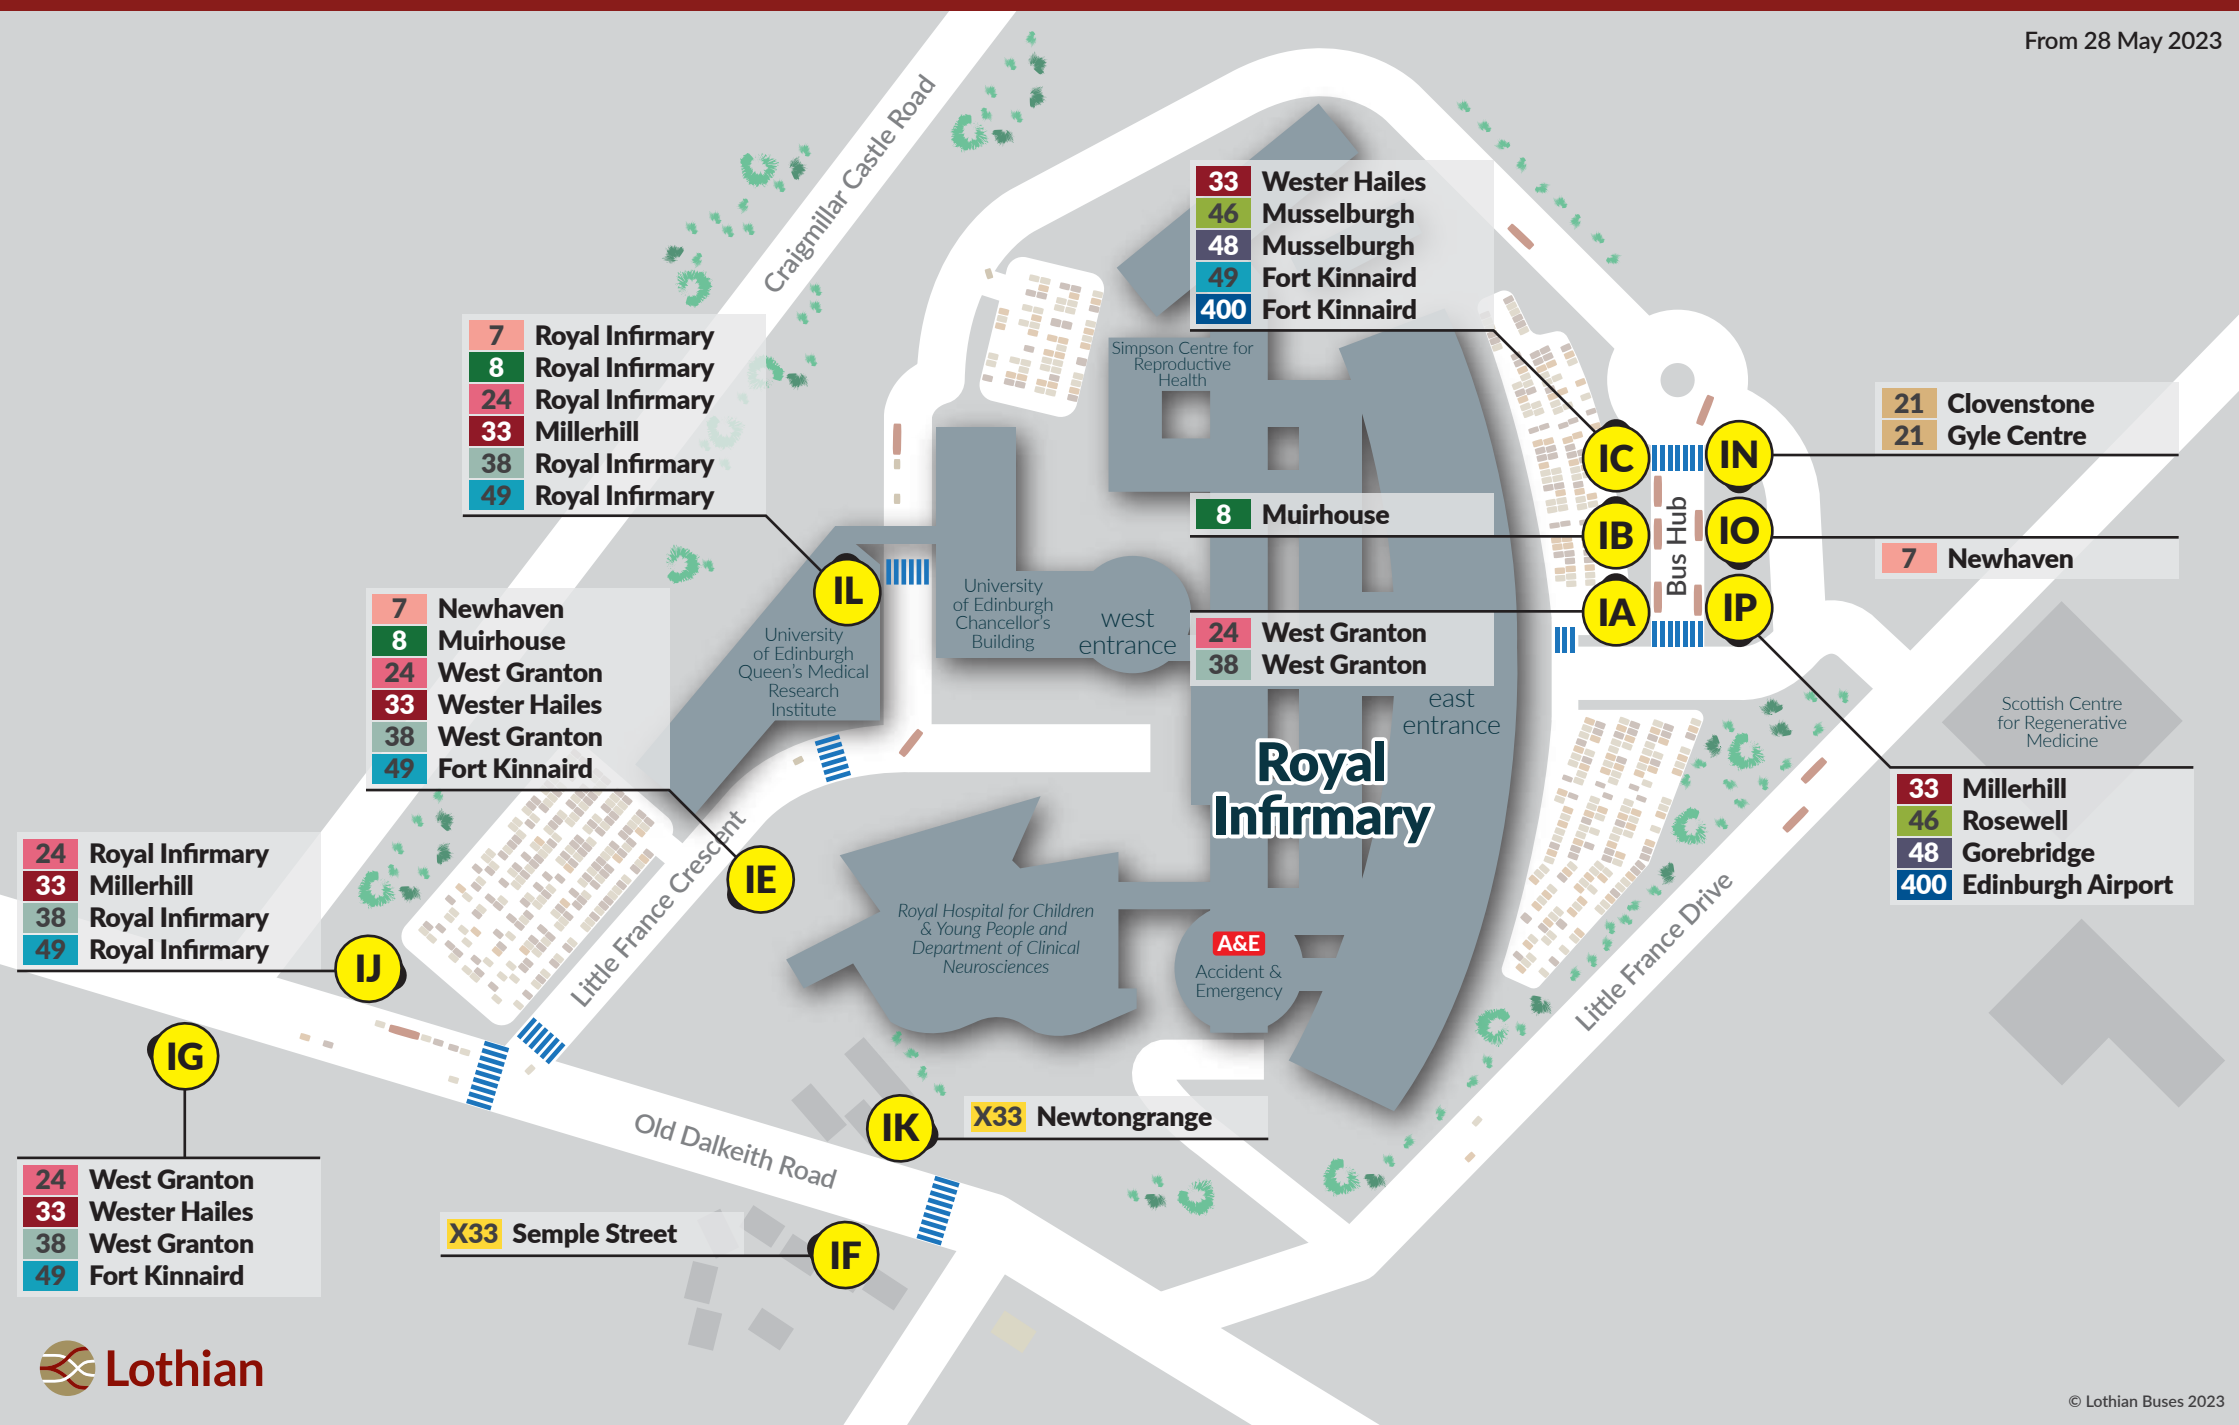 From 28 May 2023
Craigmillar Castle Road
33 Wester Hailes
46 Musselburgh
48 Musselburgh
49 Fort Kinnaird
400 Fort Kinnaird
7 Royal Infirmary
8 Royal Infirmary
24 Royal Infirmary
33 Millerhill
38 Royal Infirmary
49 Royal Infirmary
Simpson Centre for
Reproductive
Health
21 Clovenstone
21 Gyle Centre
IC
IN
8 Muirhouse
IB
Bus Hub
IO
7 Newhaven
IL
IA
IP
7 Newhaven
8 Muirhouse
24 West Granton
33 Wester Hailes
38 West Granton
49 Fort Kinnaird
University
of Edinburgh
Queen's Medical
Research
Institute
University
of Edinburgh
Chancellor's
Building
west
entrance
24 West Granton
38 West Granton
east
entrance
Scottish Centre
for Regenerative
Medicine
Royal
Infirmary
33 Millerhill
46 Rosewell
48 Gorebridge
400 Edinburgh Airport
24 Royal Infirmary
33 Millerhill
38 Royal Infirmary
49 Royal Infirmary
IJ
Little France Crescent
IE
Royal Hospital for Children
& Young People and
Department of Clinical
Neurosciences
A&E
Accident &
Emergency
Little France Drive
IG
24 West Granton
33 Wester Hailes
38 West Granton
49 Fort Kinnaird
Old Dalkeith Road
IK
X33 Newtongrange
X33 Semple Street
IF
Lothian
© Lothian Buses 2023